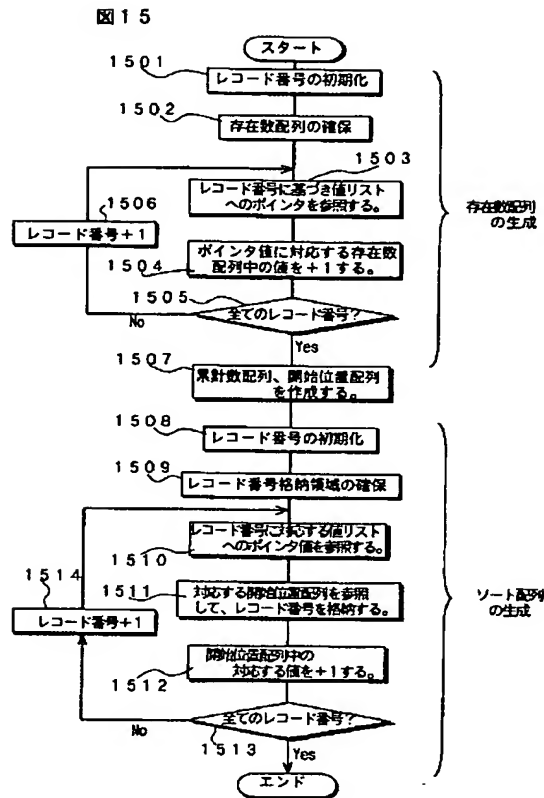 図15
スタート
1501
レコード番号の初期化
1502
存在数配列の確保
1503
レコード番号に基づき値リスト
へのポインタを参照する。
1506
レコード番号+1
1504
ポインタ値に対応する存在数
配列中の値を+1する。
1505
全てのレコード番号?
No
Yes
存在数配列
の生成
1507
累計数配列、開始位置配列
を作成する。
1508
レコード番号の初期化
1509
レコード番号格納領域の確保
レコード番号に対応する値リスト
へのポインタ値を参照する。
1510
1514
レコード番号+1
1511
対応する開始位置配列を参照
して、レコード番号を格納する。
開始位置配列中の
対応する値を+1する。
1512
全てのレコード番号?
No
1513
Yes
ソート配列
の生成
エンド